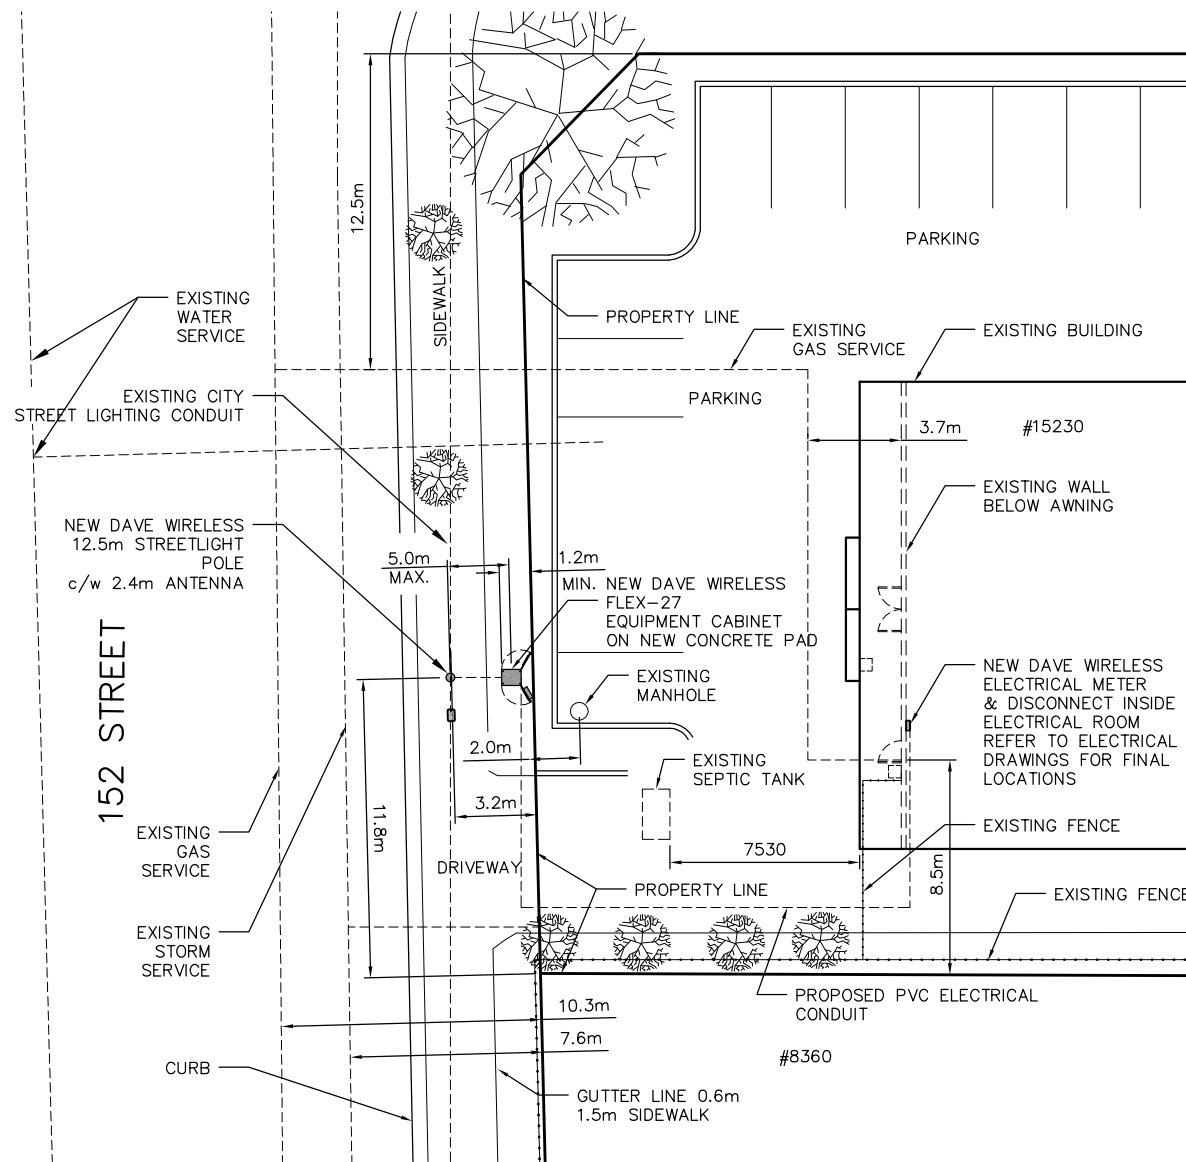 12.5m
PARKING
SIDEWALK
EXISTING
WATER
SERVICE
PROPERTY LINE
EXISTING
GAS SERVICE
EXISTING BUILDING
EXISTING CITY
STREET LIGHTING CONDUIT
PARKING
3.7m
#15230
EXISTING WALL
BELOW AWNING
NEW DAVE WIRELESS
12.5m STREETLIGHT
POLE
c/w 2.4m ANTENNA
5.0m
MAX.
1.2m
MIN.
NEW DAVE WIRELESS
FLEX-27
EQUIPMENT CABINET
ON NEW CONCRETE PAD
152 STREET
EXISTING
MANHOLE
NEW DAVE WIRELESS
ELECTRICAL METER
& DISCONNECT INSIDE
ELECTRICAL ROOM
REFER TO ELECTRICAL
DRAWINGS FOR FINAL
LOCATIONS
2.0m
EXISTING
SEPTIC TANK
3.2m
11.8m
EXISTING
GAS
SERVICE
EXISTING FENCE
7530
8.5m
DRIVEWAY
PROPERTY LINE
EXISTING FENCE
EXISTING
STORM
SERVICE
PROPOSED PVC ELECTRICAL
CONDUIT
10.3m
7.6m
#8360
CURB
GUTTER LINE 0.6m
1.5m SIDEWALK